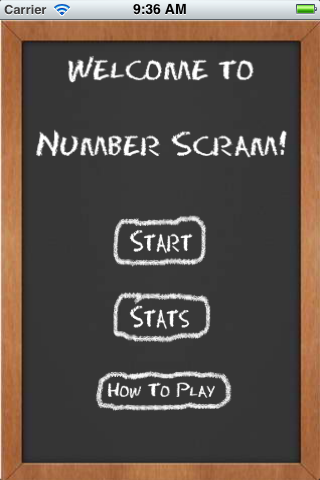 Carrier 9:36 AM
Welcome to
Number Scram!
Start
Stats
How To Play